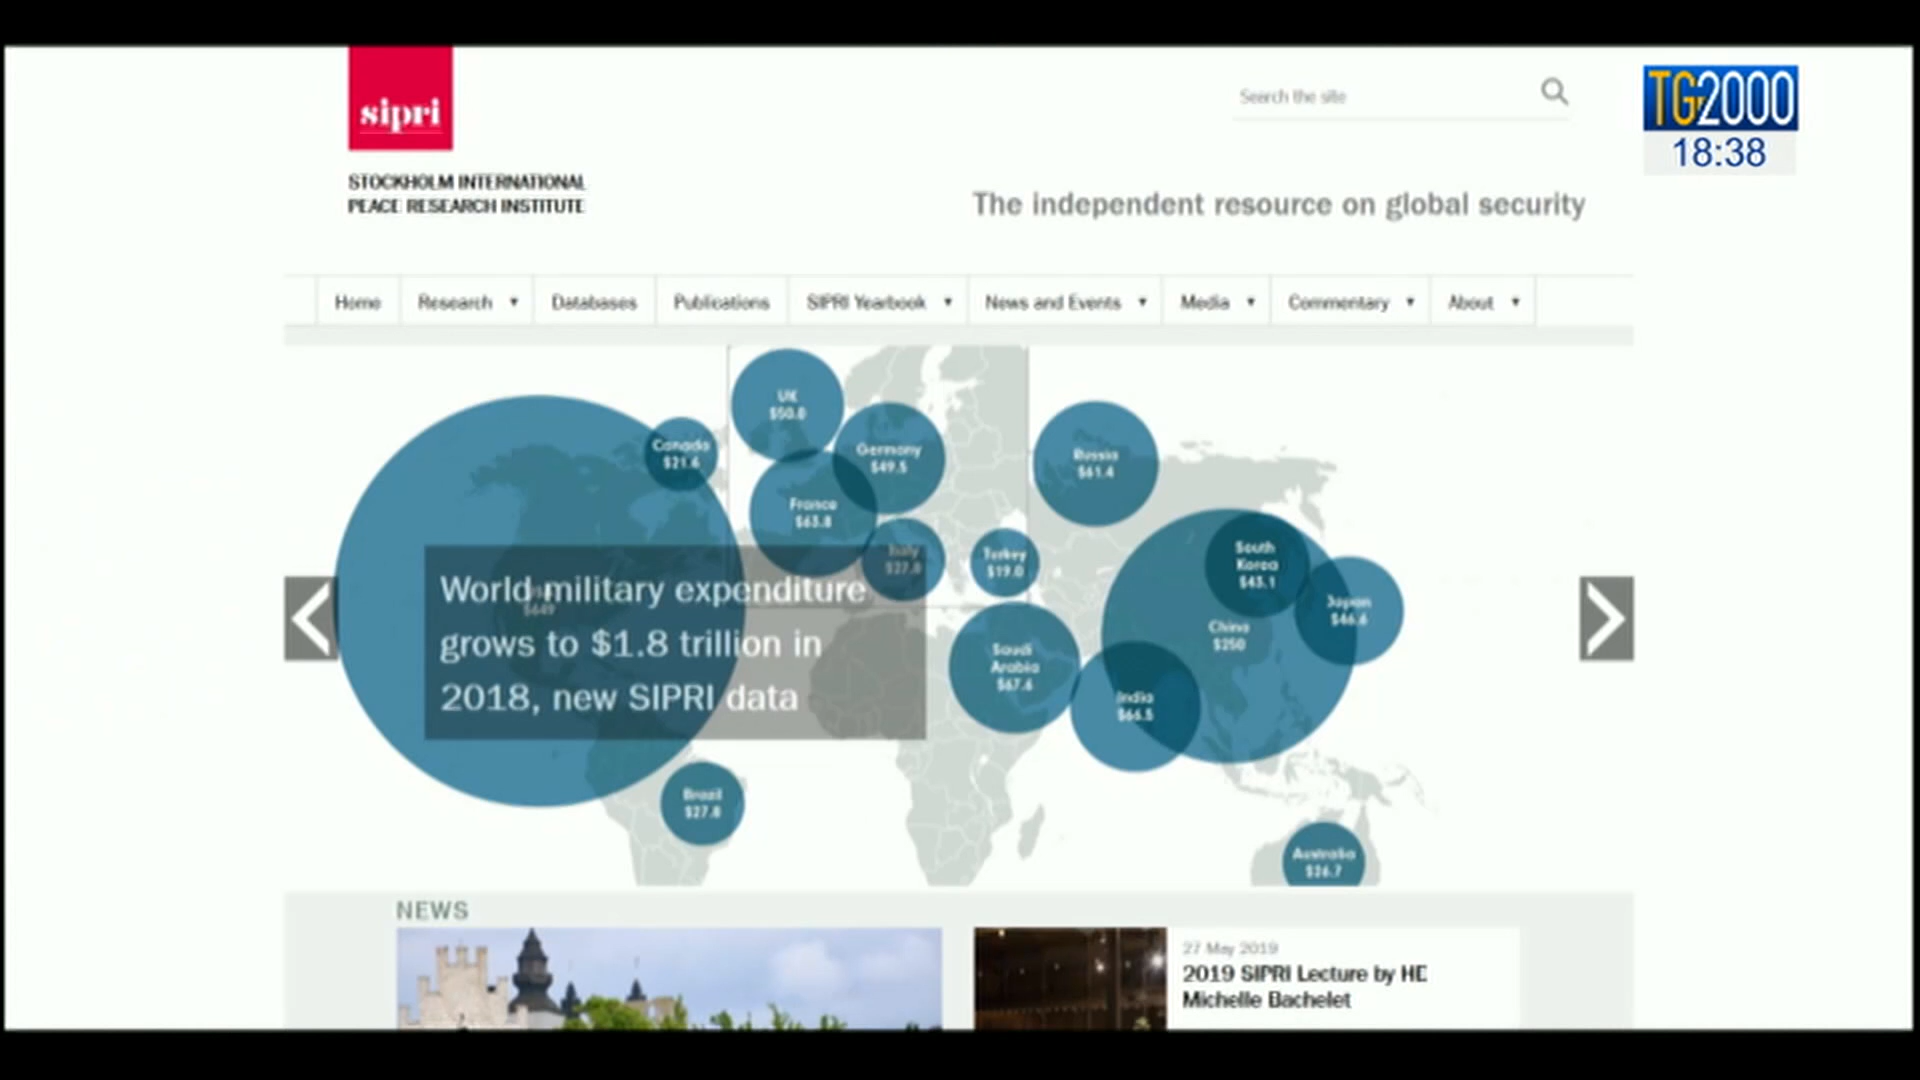 sipri
STOCKHOLM INTERNATIONAL
PEACE RESEARCH INSTITUTE
Search the site
TG2000
18:38
The independent resource on global security
Home Research Databases Publications SIPRI Yearbook News and Events Media Commentary About
UK
$50.0
Canada
$21.6
Germany
$49.5
Russia
$61.4
France
$63.8
Italy
$27.8
Turkey
$19.0
South
Korea
$43.1
Japan
$46.6
China
$250
$649
World military expenditure
grows to $1.8 trillion in
2018, new SIPRI data
Saudi
Arabia
$67.6
India
$66.5
Brazil
$27.8
Australia
$26.7
NEWS
27 May 2019
2019 SIPRI Lecture by HE
Michelle Bachelet